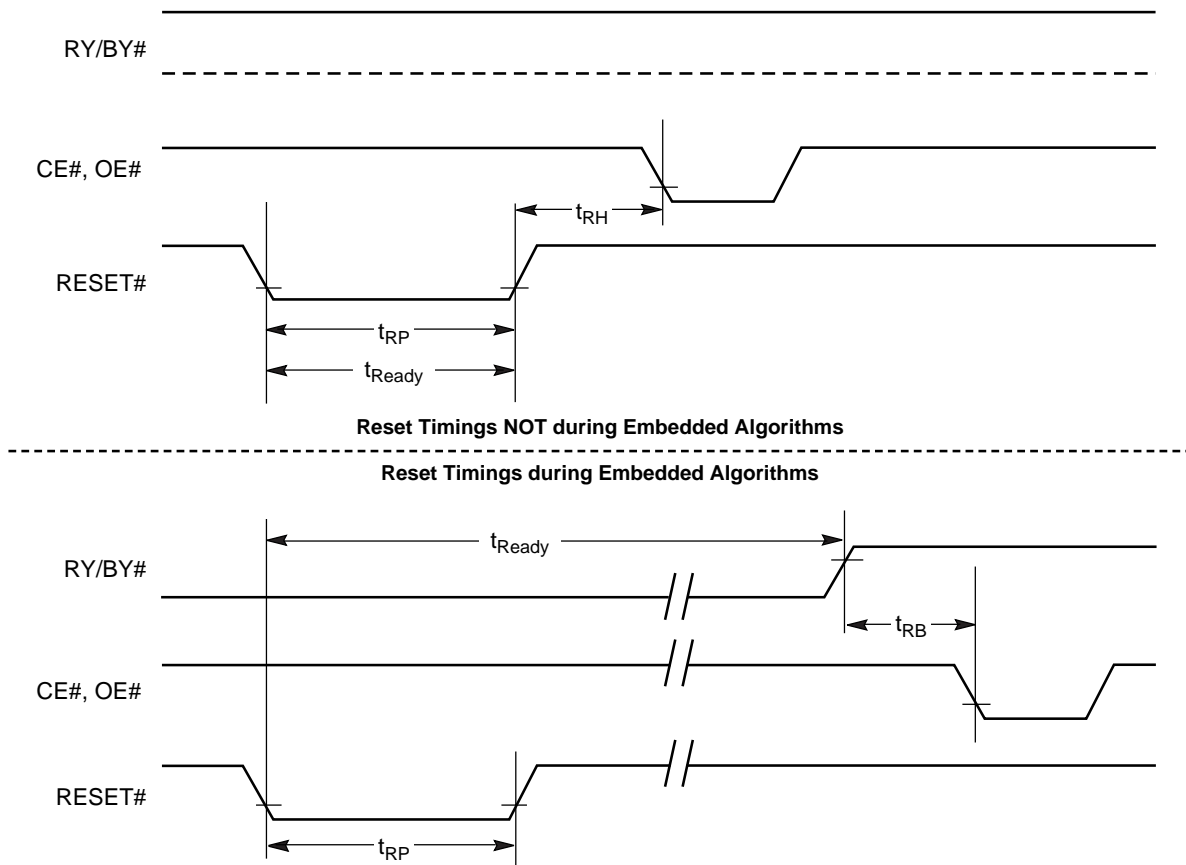 RY/BY#
CE#, OE#
tRH
RESET#
tRP
tReady
Reset Timings NOT during Embedded Algorithms
Reset Timings during Embedded Algorithms
tReady
RY/BY#
tRB
CE#, OE#
RESET#
tRP